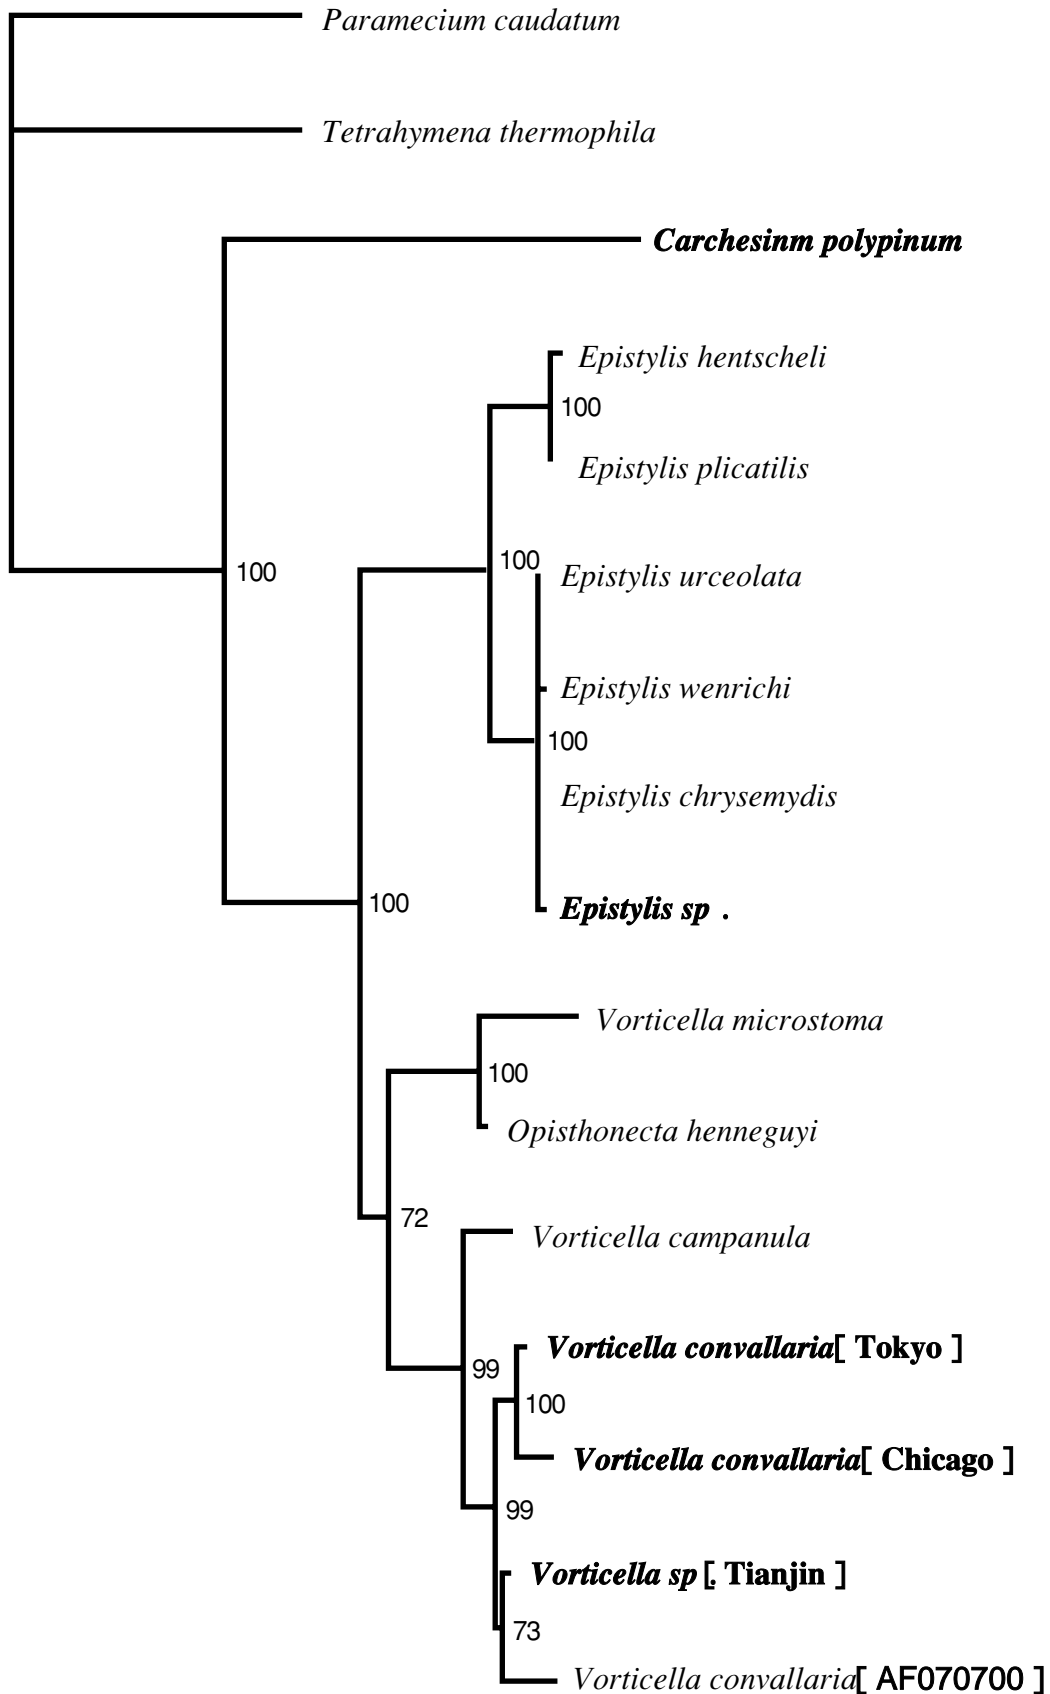 Paramecium caudatum
Tetrahymena thermophila
Carchesinm polypinum
Epistylis hentscheli
100
Epistylis plicatilis
100
Epistylis urceolata
100
Epistylis wenrichi
100
Epistylis chrysemydis
100
Epistylis sp .
Vorticella microstoma
100
Opisthonecta henneguyi
72
Vorticella campanula
Vorticella convallaria[ Tokyo ]
99
100
Vorticella convallaria[ Chicago ]
99
Vorticella sp[. Tianjin ]
73
Vorticella convallaria[ AF070700 ]